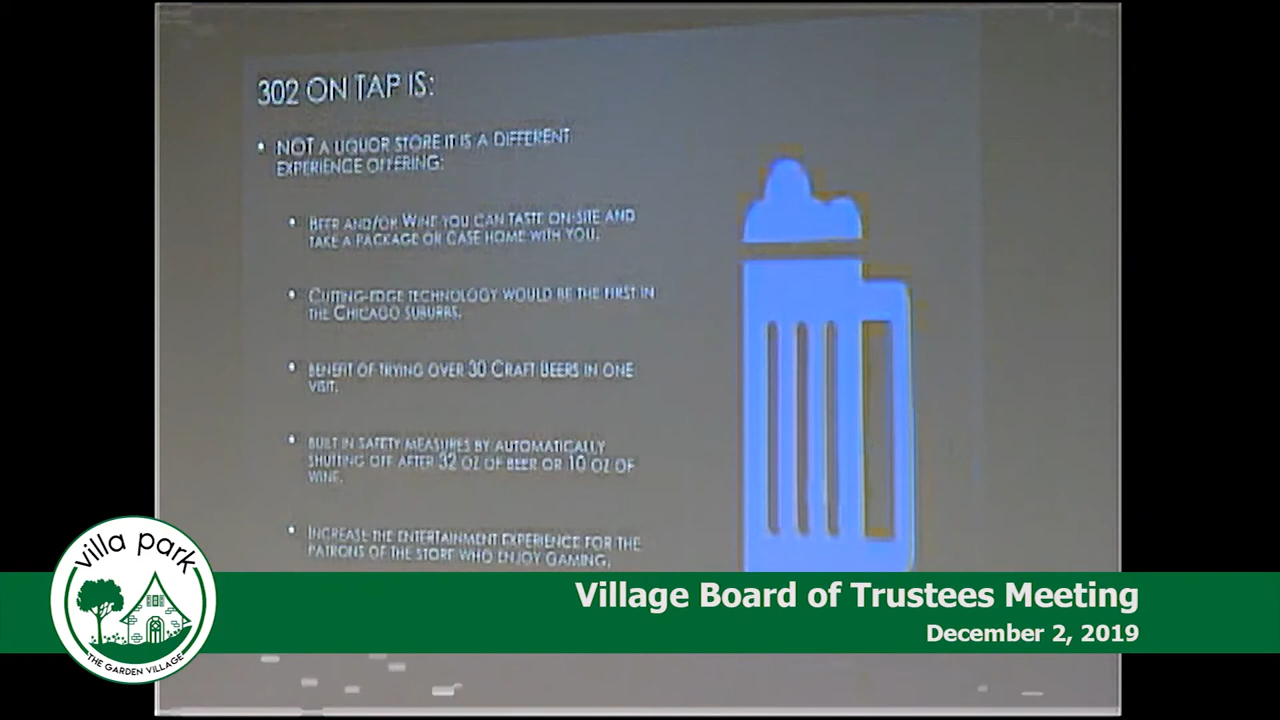 302 ON TAP IS:
• NOT A LIQUOR STORE IT IS A DIFFERENT
EXPERIENCE OFFERING:
• BEER AND/OR WINE YOU CAN TASTE ON-SITE AND
TAKE A PACKAGE OR CASE HOME WITH YOU.
• CUTTING-EDGE TECHNOLOGY WOULD BE THE FIRST IN
THE CHICAGO SUBURBS.
• BENEFIT OF TRYING OVER 30 CRAFT BEERS IN ONE
VISIT.
• BUILT IN SAFETY MEASURES BY AUTOMATICALLY
SHUTTING OFF AFTER 32 OZ OF BEER OR 10 OZ OF
WINE.
• INCREASE THE ENTERTAINMENT EXPERIENCE FOR THE
PATRONS OF THE STORE WHO ENJOY GAMING.
villa park
THE GARDEN VILLAGE
Village Board of Trustees Meeting
December 2, 2019